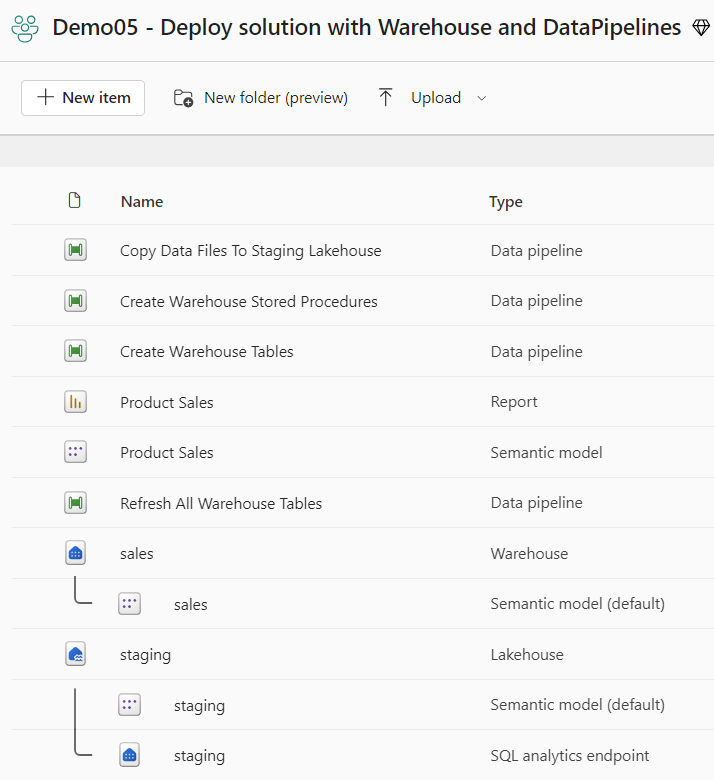 Demo05 - Deploy solution with Warehouse and DataPipelines
New item New folder (preview) Upload
Name Type
Copy Data Files To Staging Lakehouse Data pipeline
Create Warehouse Stored Procedures Data pipeline
Create Warehouse Tables Data pipeline
Product Sales Report
Product Sales Semantic model
Refresh All Warehouse Tables Data pipeline
sales Warehouse
sales Semantic model (default)
staging Lakehouse
staging Semantic model (default)
staging SQL analytics endpoint